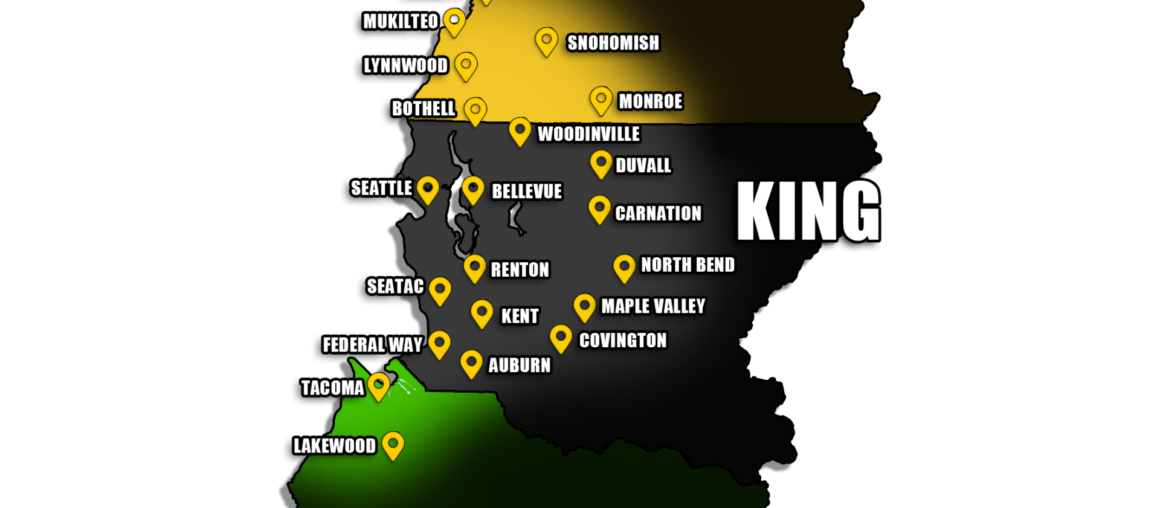 MUKILTEO
SNOHOMISH
LYNNWOOD
MONROE
BOTHELL
WOODINVILLE
DUVALL
SEATTLE
BELLEVUE
KING
CARNATION
NORTH BEND
RENTON
SEATAC
MAPLE VALLEY
KENT
COVINGTON
FEDERAL WAY
AUBURN
TACOMA
LAKEWOOD